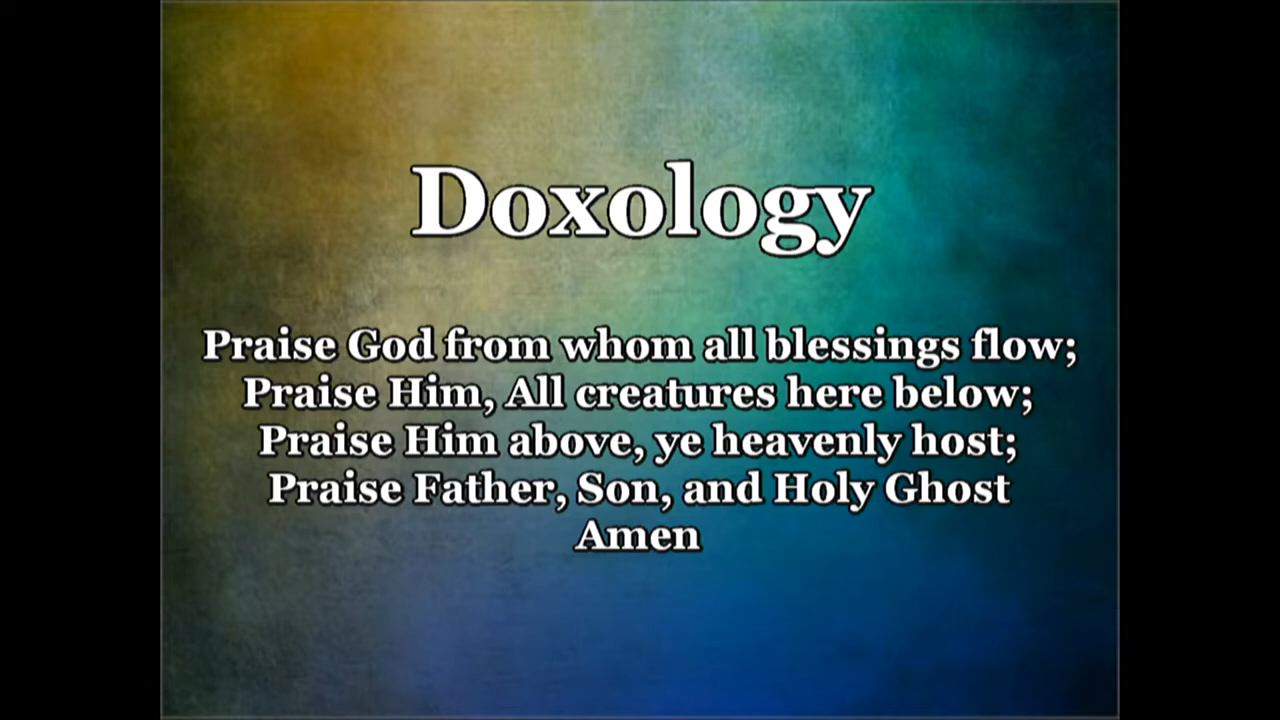 Doxology
Praise God from whom all blessings flow;
Praise Him, All creatures here below;
Praise Him above, ye heavenly host;
Praise Father, Son, and Holy Ghost
Amen